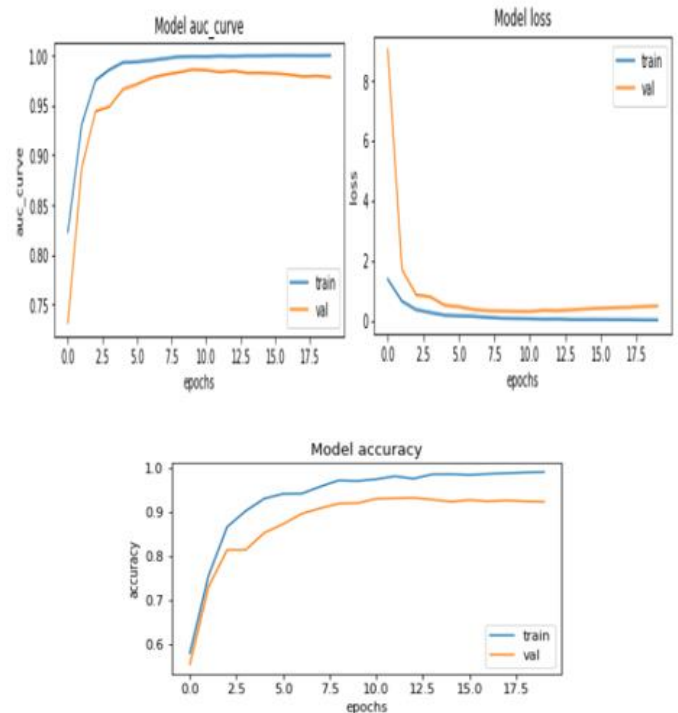 Model auc_curve
1.00
0.95
0.90
0.85
0.80
0.75
auc_curve
train
val
0.0 2.5 5.0 7.5 10.0 12.5 15.0 17.5
epochs
Model loss
8
6
4
2
0
loss
train
val
0.0 2.5 5.0 7.5 10.0 12.5 15.0 17.5
epochs
Model accuracy
1.0
0.9
0.8
0.7
0.6
accuracy
train
val
0.0 2.5 5.0 7.5 10.0 12.5 15.0 17.5
epochs